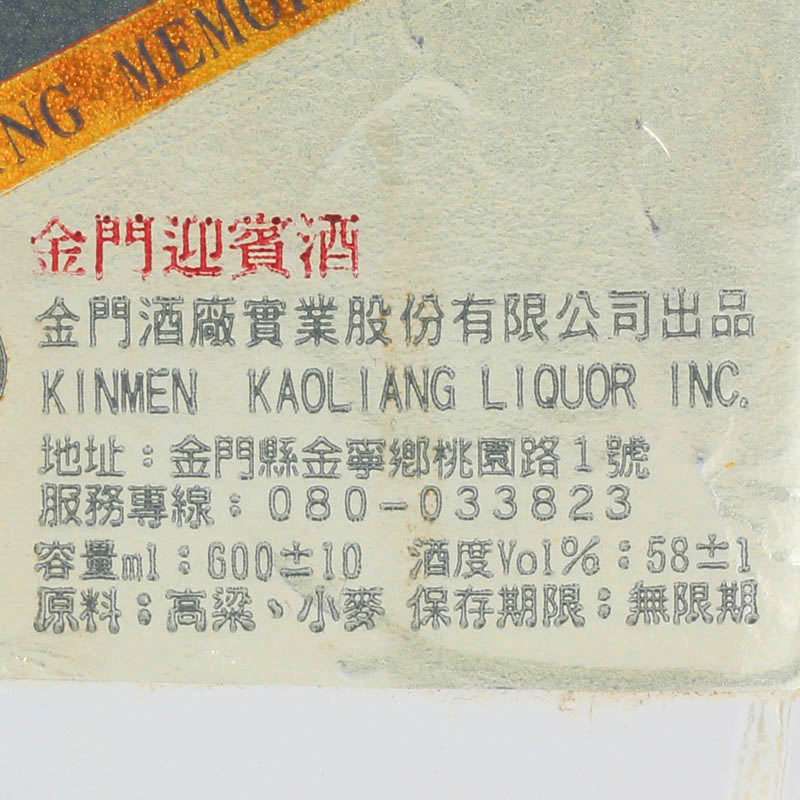 NG MEMOR
金門迎賓酒
金門酒廠實業股份有限公司出品
KINMEN KAOLIANG LIQUOR INC.
地址：金門縣金寧鄉桃園路1號
服務專線：080-033823
容量ml：600±10 酒度Vol%：58±1
原料：高粱、小麥 保存期限：無限期